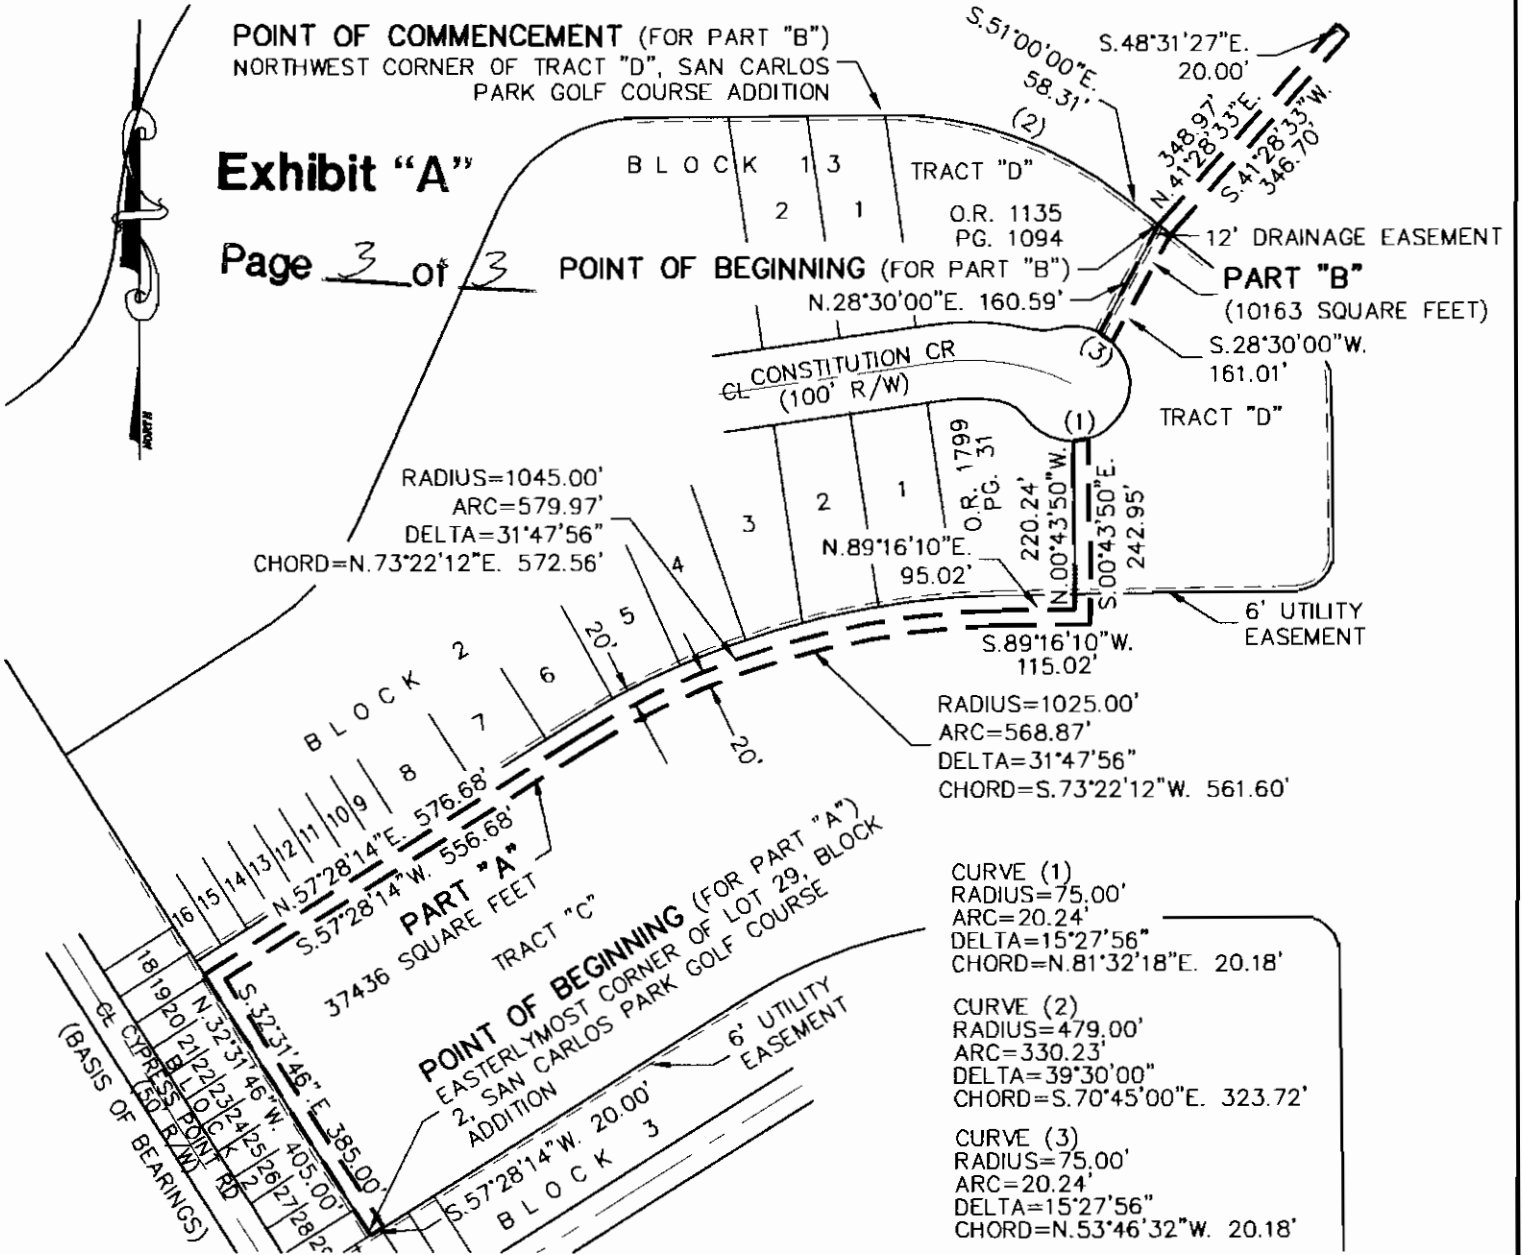 POINT OF COMMENCEMENT (FOR PART "B")
NORTHWEST CORNER OF TRACT "D", SAN CARLOS
PARK GOLF COURSE ADDITION
Exhibit "A"
Page 3 of 3
NORTH
S.51°00'00"E.
58.31'
(2)
S.48°31'27"E.
20.00'
348.97'
N.41°28'33"E.
S.41°28'33"W.
346.70'
BLOCK 13
2
1
TRACT "D"
O.R. 1135
PG. 1094
12' DRAINAGE EASEMENT
POINT OF BEGINNING (FOR PART "B")
PART "B"
(10163 SQUARE FEET)
N.28°30'00"E. 160.59'
S.28°30'00"W.
161.01'
(3)
CL CONSTITUTION CR
(100' R/W)
TRACT "D"
(1)
RADIUS=1045.00'
ARC=579.97'
DELTA=31°47'56"
CHORD=N.73°22'12"E. 572.56'
4
3
2
1
O.R. 1799
PG. 31
220.24'
N.00°43'50"W.
S.00°43'50"E.
242.95'
N.89°16'10"E.
95.02'
6' UTILITY
EASEMENT
S.89°16'10"W.
115.02'
BLOCK 2
5
20'
6
7
8
20'
RADIUS=1025.00'
ARC=568.87'
DELTA=31°47'56"
CHORD=S.73°22'12"W. 561.60'
16 15 14 13 12 11 10 9
N.57°28'14"E. 576.68'
S.57°28'14"W. 556.68'
PART "A"
37436 SQUARE FEET
TRACT "C"
POINT OF BEGINNING (FOR PART "A")
EASTERLYMOST CORNER OF LOT 29, BLOCK
2, SAN CARLOS PARK GOLF COURSE
ADDITION
18 19 20 21 22 23 24 25 26 27 28 29
BLOCK 2
CL CYPRESS POINT RD
(50' R/W)
(BASIS OF BEARINGS)
N.32°31'46"W. 405.00'
S.32°31'46"E. 385.00'
S.57°28'14"W. 20.00'
BLOCK 3
6' UTILITY
EASEMENT
CURVE (1)
RADIUS=75.00'
ARC=20.24'
DELTA=15°27'56"
CHORD=N.81°32'18"E. 20.18'
CURVE (2)
RADIUS=479.00'
ARC=330.23'
DELTA=39°30'00"
CHORD=S.70°45'00"E. 323.72'
CURVE (3)
RADIUS=75.00'
ARC=20.24'
DELTA=15°27'56"
CHORD=N.53°46'32"W. 20.18'